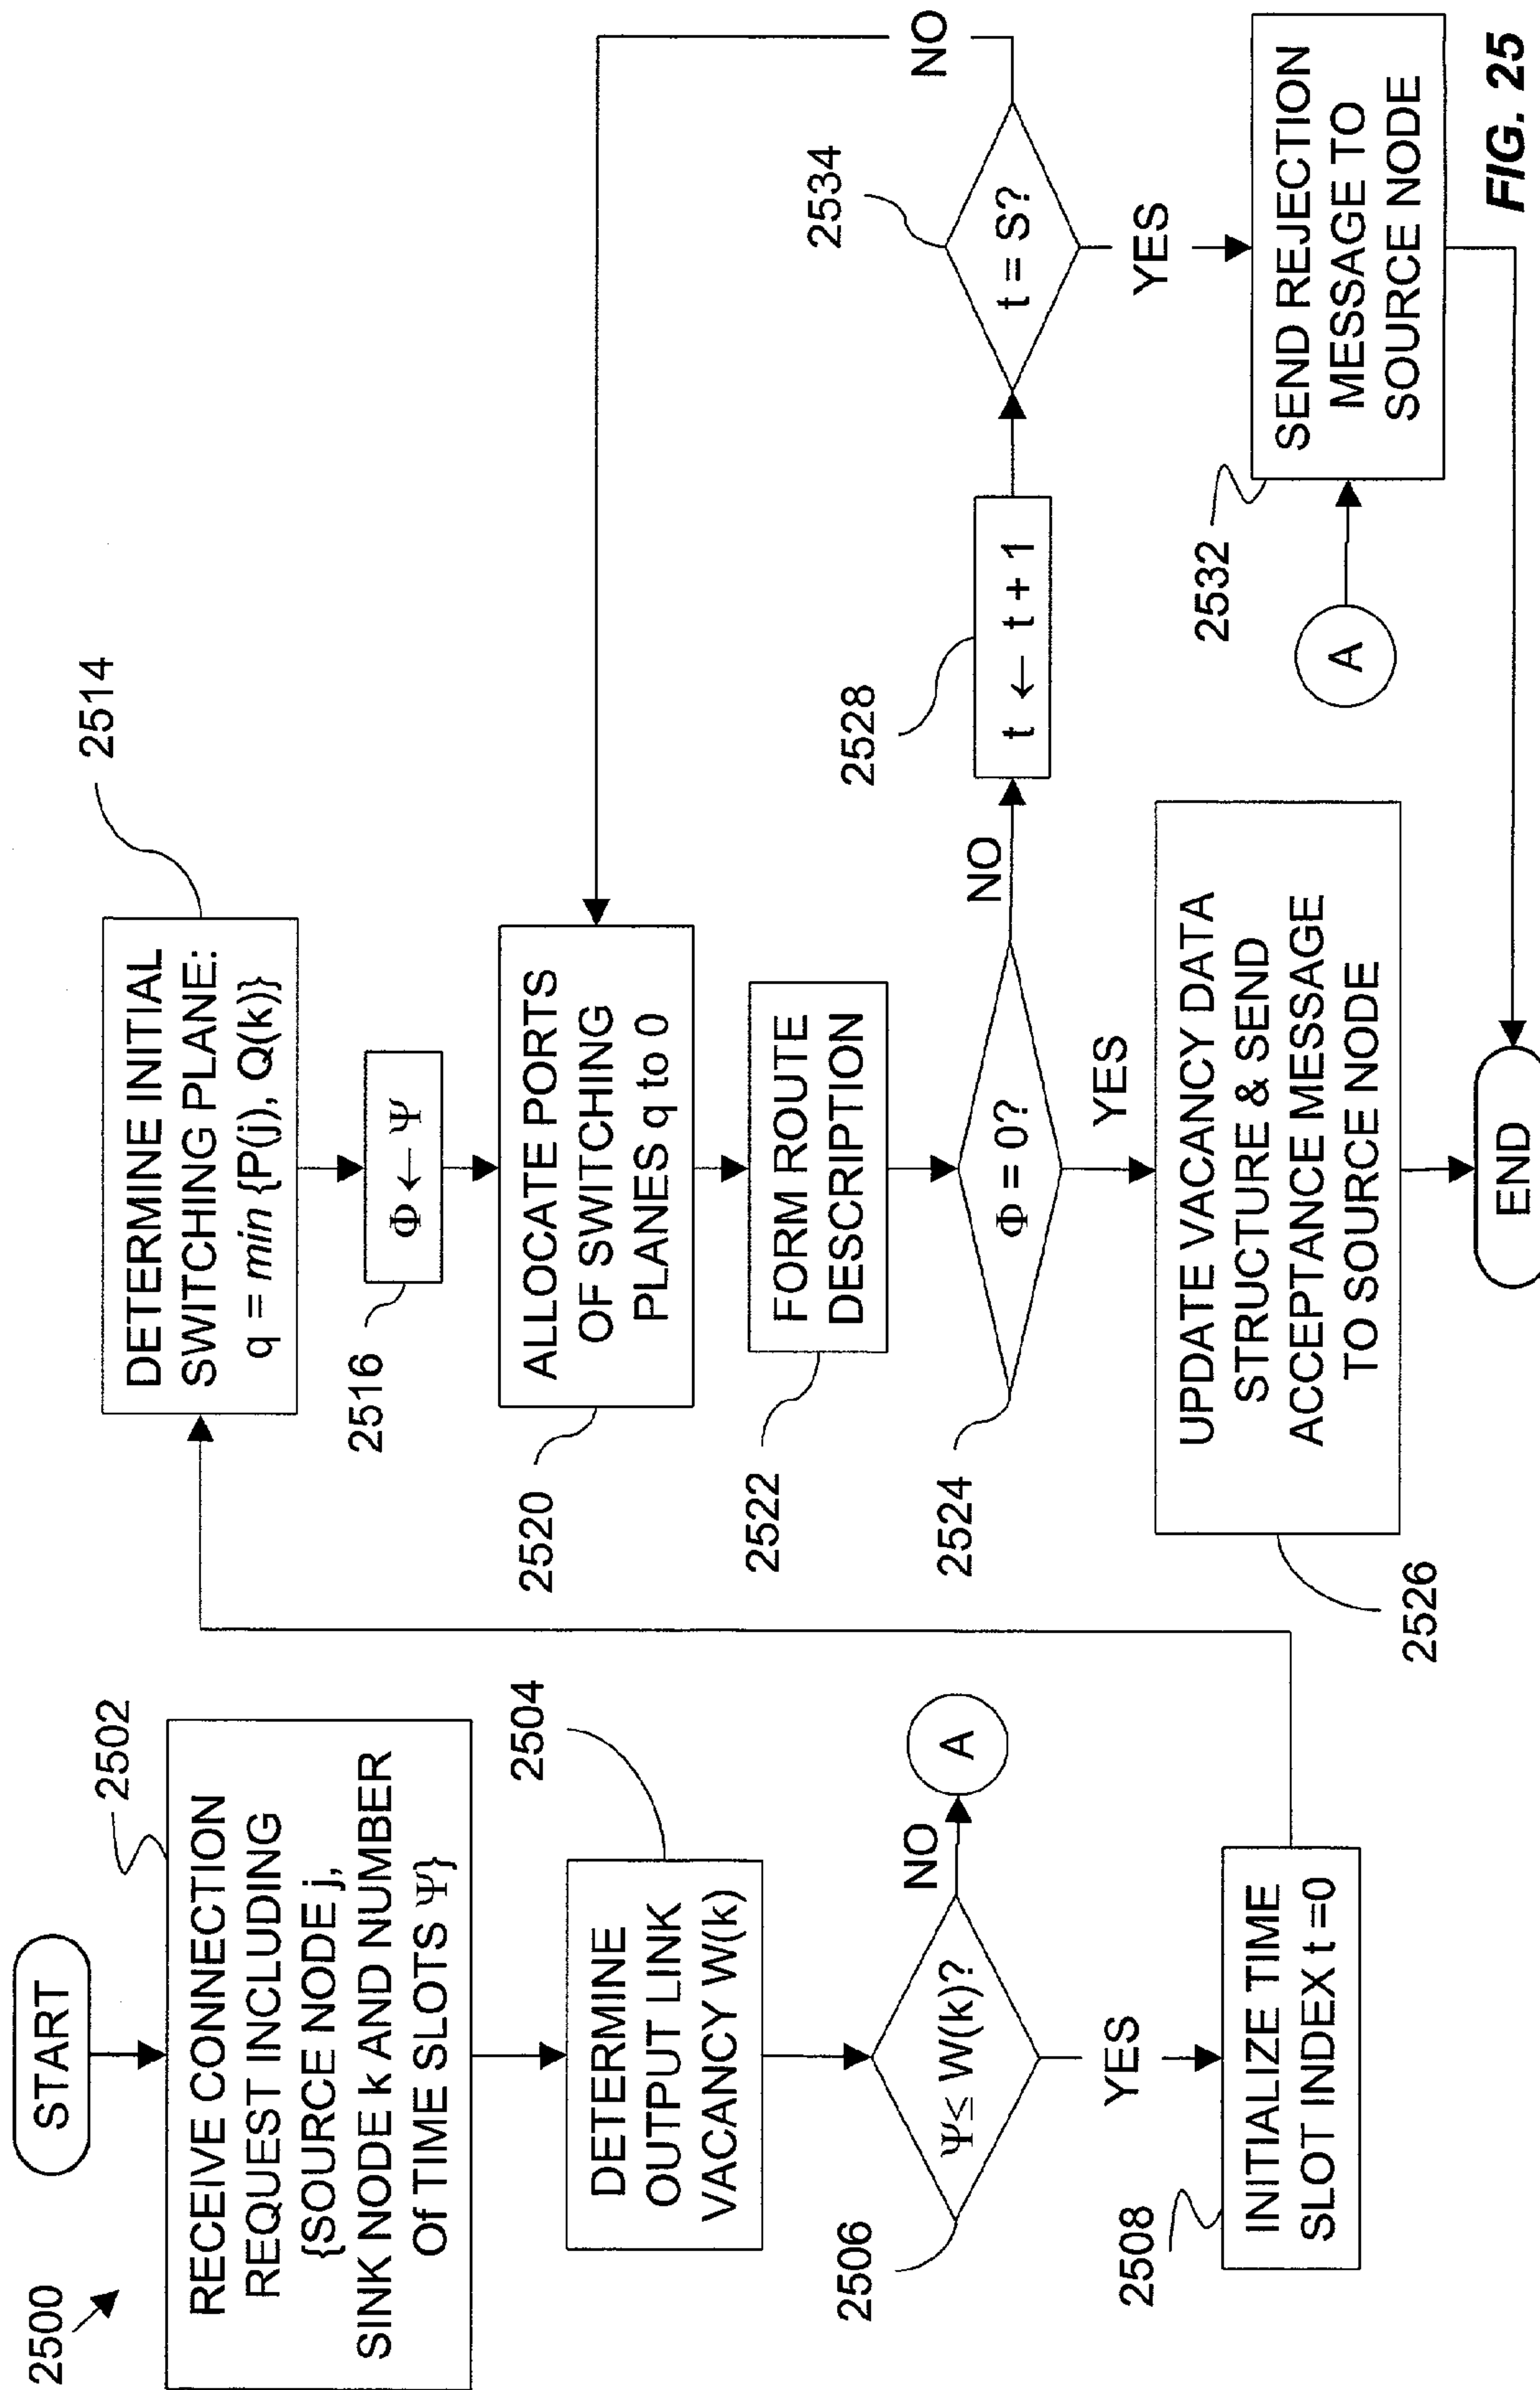 2500
START
2502
RECEIVE CONNECTION
REQUEST INCLUDING
{SOURCE NODE j,
SINK NODE k AND NUMBER
Of TIME SLOTS Ψ}
2504
DETERMINE
OUTPUT LINK
VACANCY W(k)
2506
Ψ≤ W(k)?
NO
A
YES
2508
INITIALIZE TIME
SLOT INDEX t =0
2514
DETERMINE INITIAL
SWITCHING PLANE:
q = min {P(j), Q(k)}
2516
Φ ← Ψ
2520
ALLOCATE PORTS
OF SWITCHING
PLANES q to 0
2522
FORM ROUTE
DESCRIPTION
2524
Φ = 0?
NO
YES
2526
UPDATE VACANCY DATA
STRUCTURE & SEND
ACCEPTANCE MESSAGE
TO SOURCE NODE
2528
t ← t + 1
2534
t = S?
NO
YES
2532
A
SEND REJECTION
MESSAGE TO
SOURCE NODE
END
FIG. 25